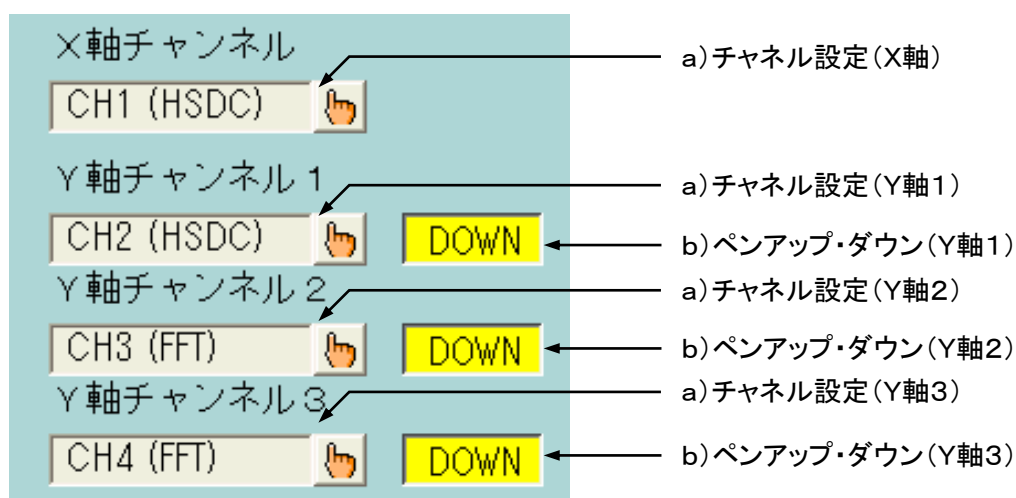 X軸チャンネル
a)チャネル設定(X軸)
CH1 (HSDC)
Y軸チャンネル1
a)チャネル設定(Y軸1)
CH2 (HSDC) DOWN
b)ペンアップ・ダウン(Y軸1)
Y軸チャンネル2
a)チャネル設定(Y軸2)
CH3 (FFT) DOWN
b)ペンアップ・ダウン(Y軸2)
Y軸チャンネル3
a)チャネル設定(Y軸3)
CH4 (FFT) DOWN
b)ペンアップ・ダウン(Y軸3)